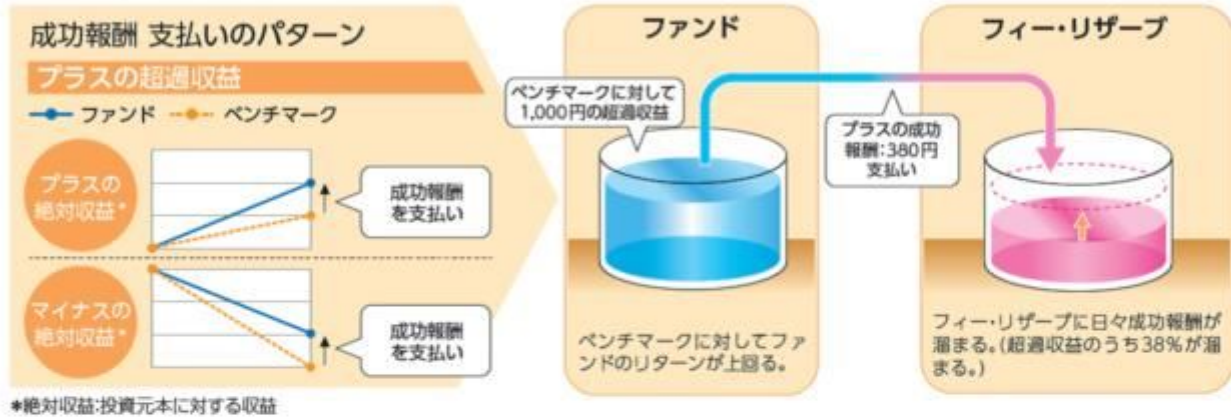 成功報酬 支払いのパターン
プラスの超過収益
ファンド
ベンチマーク
プラスの
絶対収益*
成功報酬
を支払い
マイナスの
絶対収益*
成功報酬
を支払い
*絶対収益:投資元本に対する収益
ファンド
ベンチマークに対して
1,000円の超過収益
プラスの成功
報酬:380円
支払い
ベンチマークに対してファ
ンドのリターンが上回る。
フィー・リザーブ
フィー・リザーブに日々成功報酬が
溜まる。(超過収益のうち38%が溜
まる。)